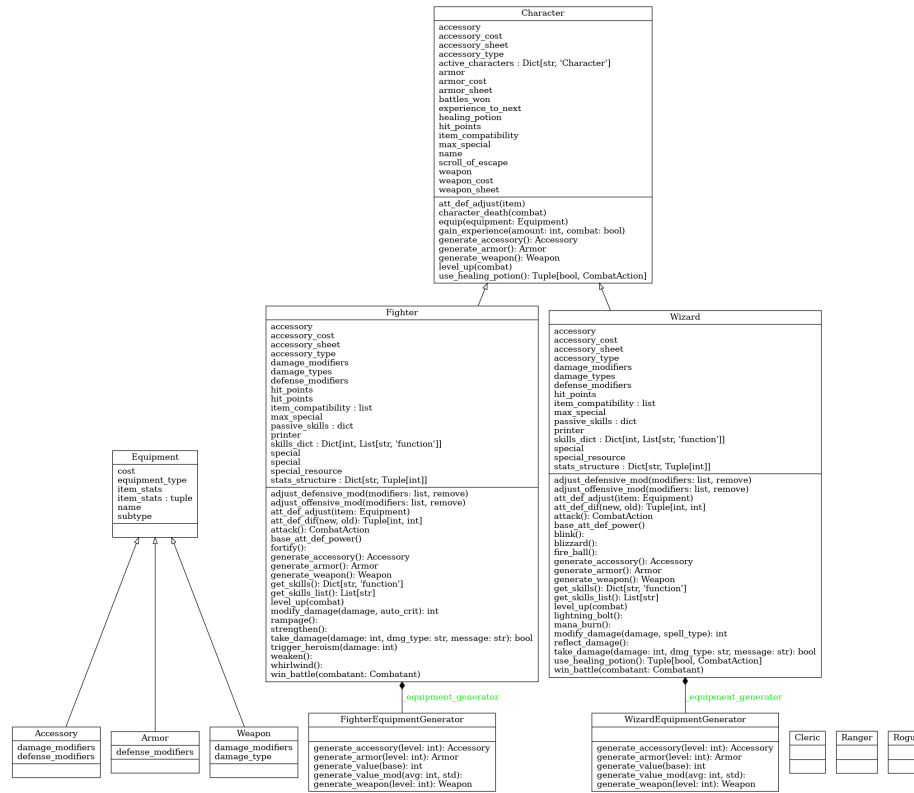 Character
accessory
accessory_cost
accessory_sheet
accessory_type
active_characters : Dict[str, 'Character']
armor
armor_cost
armor_sheet
battles_won
experience_to_next
healing_potion
hit_points
item_compatibility
max_special
name
scroll_of_escape
weapon
weapon_cost
weapon_sheet
att_def_adjust(item)
character_death(combat)
equip(equipment: Equipment)
gain_experience(amount: int, combat: bool)
generate_accessory(): Accessory
generate_armor(): Armor
generate_weapon(): Weapon
level_up(combat)
use_healing_potion(): Tuple[bool, CombatAction]
Fighter
accessory
accessory_cost
accessory_sheet
accessory_type
damage_modifiers
damage_types
defense_modifiers
hit_points
hit_points
item_compatibility : list
max_special
passive_skills : dict
printer
skills_dict : Dict[int, List[str, 'function']]
special
special
special_resource
stats_structure : Dict[str, Tuple[int]]
adjust_defensive_mod(modifiers: list, remove)
adjust_offensive_mod(modifiers: list, remove)
att_def_adjust(item: Equipment)
att_def_dif(new, old): Tuple[int, int]
attack(): CombatAction
base_att_def_power()
fortify():
generate_accessory(): Accessory
generate_armor(): Armor
generate_weapon(): Weapon
get_skills(): Dict[str, 'function']
get_skills_list(): List[str]
level_up(combat)
modify_damage(damage, auto_crit): int
rampage():
strengthen():
take_damage(damage: int, dmg_type: str, message: str): bool
trigger_heroism(damage: int)
weaken():
whirlwind():
win_battle(combatant: Combatant)
Wizard
accessory
accessory_cost
accessory_sheet
accessory_type
damage_modifiers
damage_types
defense_modifiers
hit_points
item_compatibility : list
max_special
passive_skills : dict
printer
skills_dict : Dict[int, List[str, 'function']]
special
special_resource
stats_structure : Dict[str, Tuple[int]]
adjust_defensive_mod(modifiers: list, remove)
adjust_offensive_mod(modifiers: list, remove)
att_def_adjust(item: Equipment)
att_def_dif(new, old): Tuple[int, int]
attack(): CombatAction
base_att_def_power()
blink():
blizzard():
fire_ball():
generate_accessory(): Accessory
generate_armor(): Armor
generate_weapon(): Weapon
get_skills(): Dict[str, 'function']
get_skills_list(): List[str]
level_up(combat)
lightning_bolt():
mana_burn():
modify_damage(damage, spell_type): int
reflect_damage():
take_damage(damage: int, dmg_type: str, message: str): bool
use_healing_potion(): Tuple[bool, CombatAction]
win_battle(combatant: Combatant)
Equipment
cost
equipment_type
item_stats
item_stats : tuple
name
subtype
_equipment_generator
_equipment_generator
Accessory
damage_modifiers
defense_modifiers
Armor
defense_modifiers
Weapon
damage_modifiers
damage_type
FighterEquipmentGenerator
generate_accessory(level: int): Accessory
generate_armor(level: int): Armor
generate_value(base): int
generate_value_mod(avg: int, std):
generate_weapon(level: int): Weapon
WizardEquipmentGenerator
generate_accessory(level: int): Accessory
generate_armor(level: int): Armor
generate_value(base): int
generate_value_mod(avg: int, std):
generate_weapon(level: int): Weapon
Cleric
Ranger
Rogu